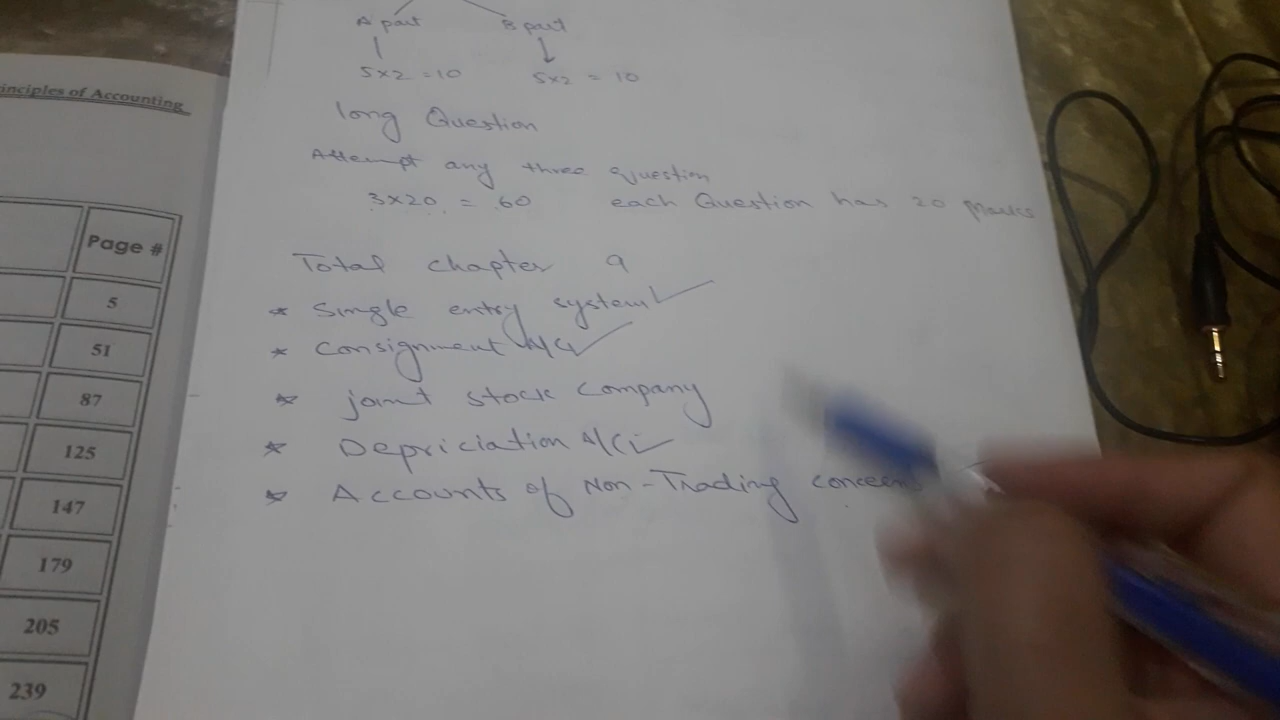 inciples of Accounting
Page #
5
51
87
125
147
179
205
239
A part B part
5x2 = 10 5x2 = 10
long Question
Attempt any three question
3x20 = 60 each Question has 20 Marks
Total chapter 9
* Single entry system ✓
* Consignment A/C ✓
* joint stock company
* Depriciation A/C ✓
* Accounts of Non-Trading concern